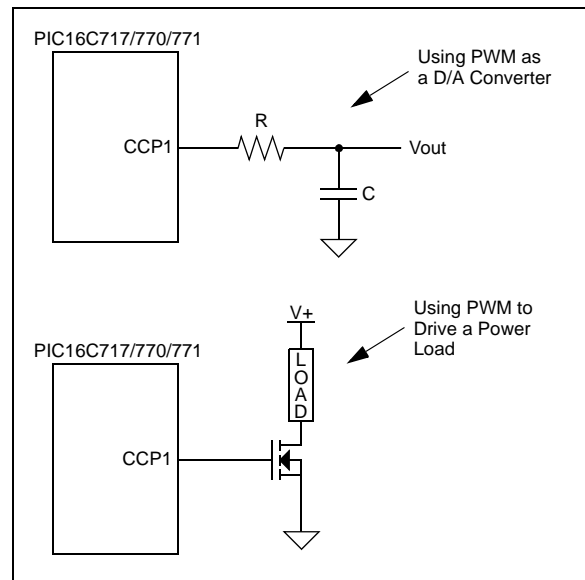 PIC16C717/770/771
Using PWM as
a D/A Converter
R
CCP1
Vout
C
V+
Using PWM to
Drive a Power
Load
PIC16C717/770/771
LOAD
CCP1